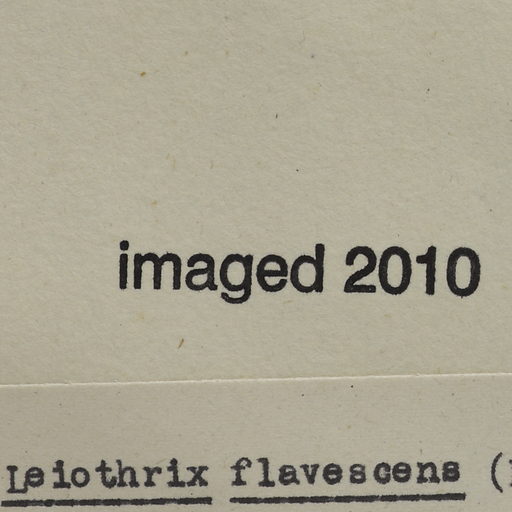 imaged 2010
Leiothrix flavescens (